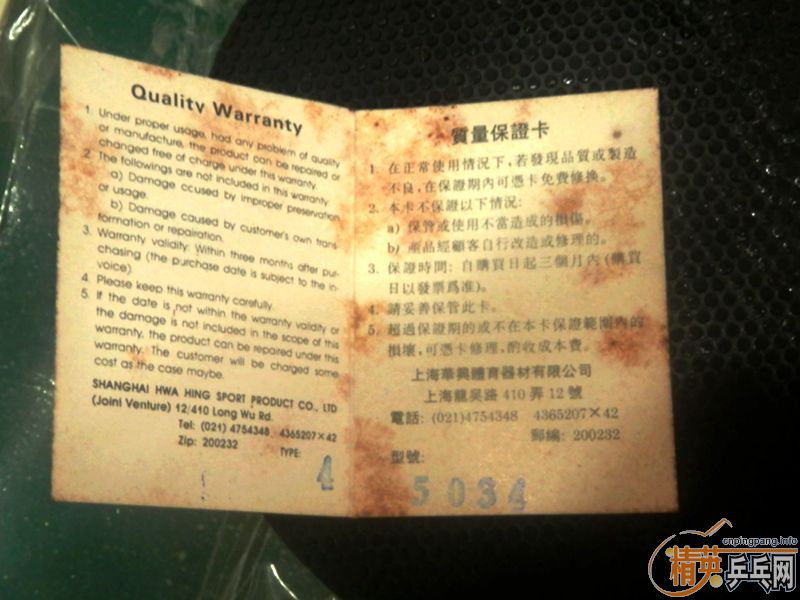 Quality Warranty
1. Under proper usage, had any problem of quality
or manufacture, the product can be repaired or
changed free of charge under this warranty.
2. The followings are not included in this warranty:
a) Damage ccused by improper preservation
or usage.
b) Damage caused by customer's own trans
formation or repairation.
3. Warranty validity: Within three months after pur-
chasing (the purchase date is subject to the in-
voice).
4. Please keep this warranty carefully.
5. If the date is not within the warranty validity or
the damage is not included in the scope of this
warranty, the product can be repaired under this
warranty. The customer will be charged some
cost as the case maybe.
SHANGHAI HWA HING SPORT PRODUCT CO., LTD
(Joini Venture) 12/410 Long Wu Rd.
Tel: (021) 4754348 4365207×42
Zip: 200232 TYPE:
4
質量保證卡
1. 在正常使用情況下,若發現品質或製造
不良,在保證期內可憑卡免費修換。
2. 本卡不保證以下情況:
a) 保管或使用不當造成的損傷。
b) 產品經顧客自行改造或修理的。
3. 保證時間: 自購買日起三個月內(購買
日以發票爲准)。
4. 請妥善保管此卡。
5. 超過保證期的或不在本卡保證範圍內的
損壞,可憑卡修理,酌收成本費。
上海華興體育器材有限公司
上海龍吴路 410 弄 12 號
電話: (021)4754348 4365207×42
郵編: 200232
型號:
5034
cnpingpang.info
精英乒乓网